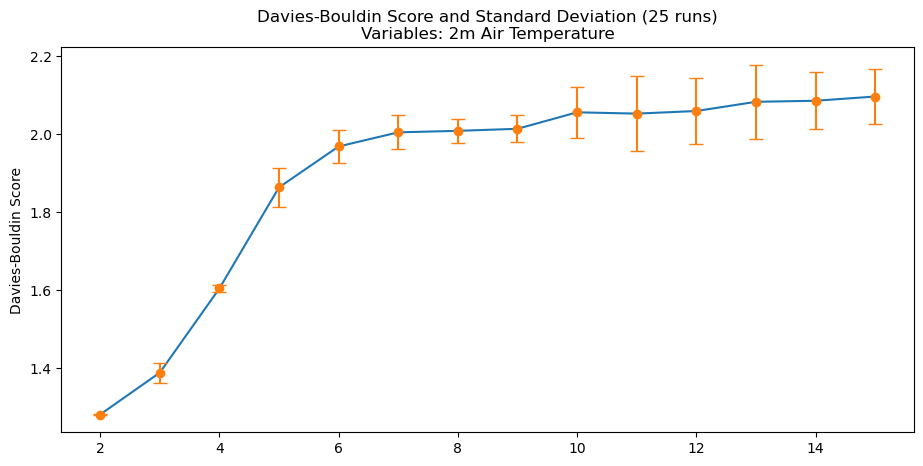 Davies-Bouldin Score and Standard Deviation (25 runs)
Variables: 2m Air Temperature
Davies-Bouldin Score
2.2
2.0
1.8
1.6
1.4
2 4 6 8 10 12 14